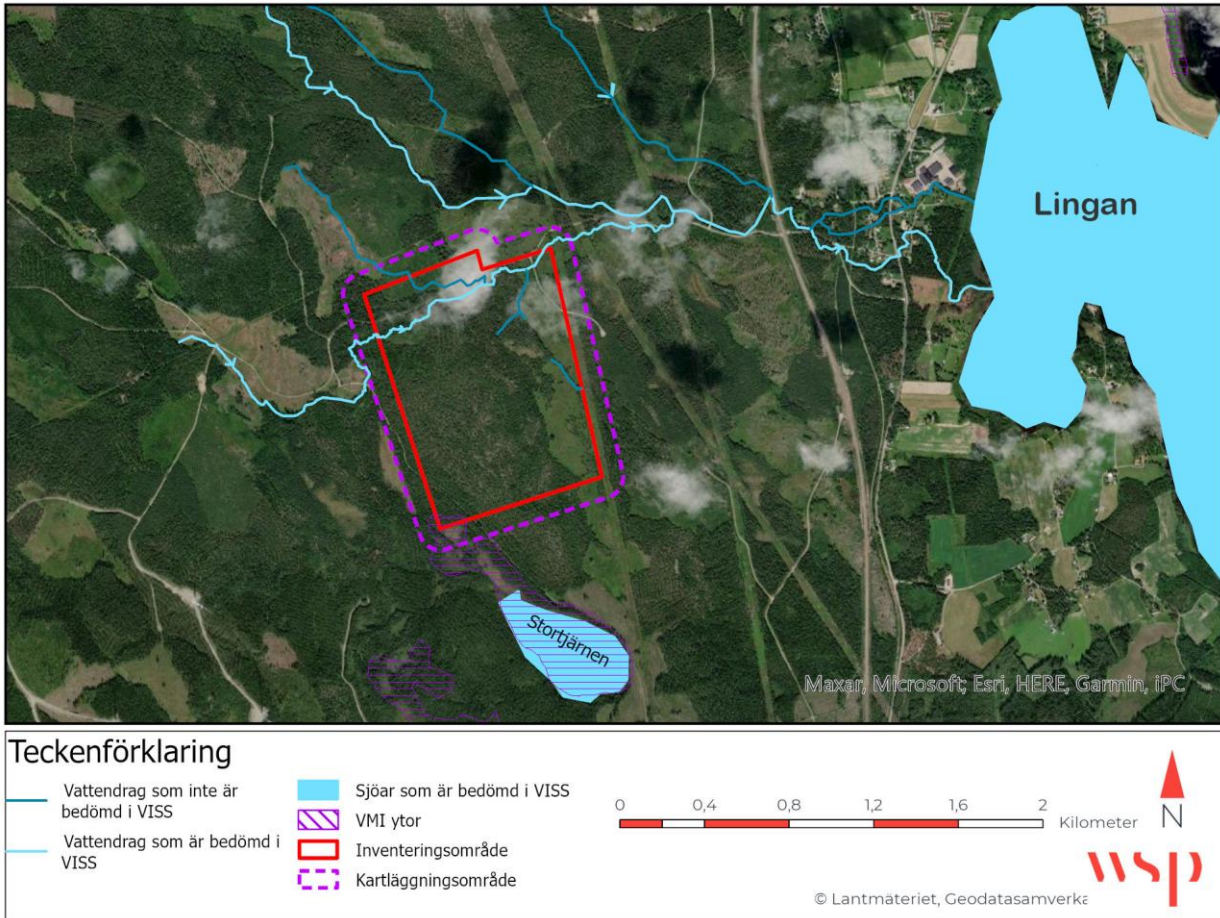 Lingan
Stortjärnen
Maxar, Microsoft, Esri, HERE, Garmin, iPC
Teckenförklaring
Vattendrag som inte är
bedömd i VISS
Vattendrag som är bedömd i
VISS
Sjöar som är bedömd i VISS
VMI ytor
Inventeringsområde
Kartläggningsområde
0 0,4 0,8 1,2 1,6 2
Kilometer
N
wsp
© Lantmäteriet, Geodatasamverka